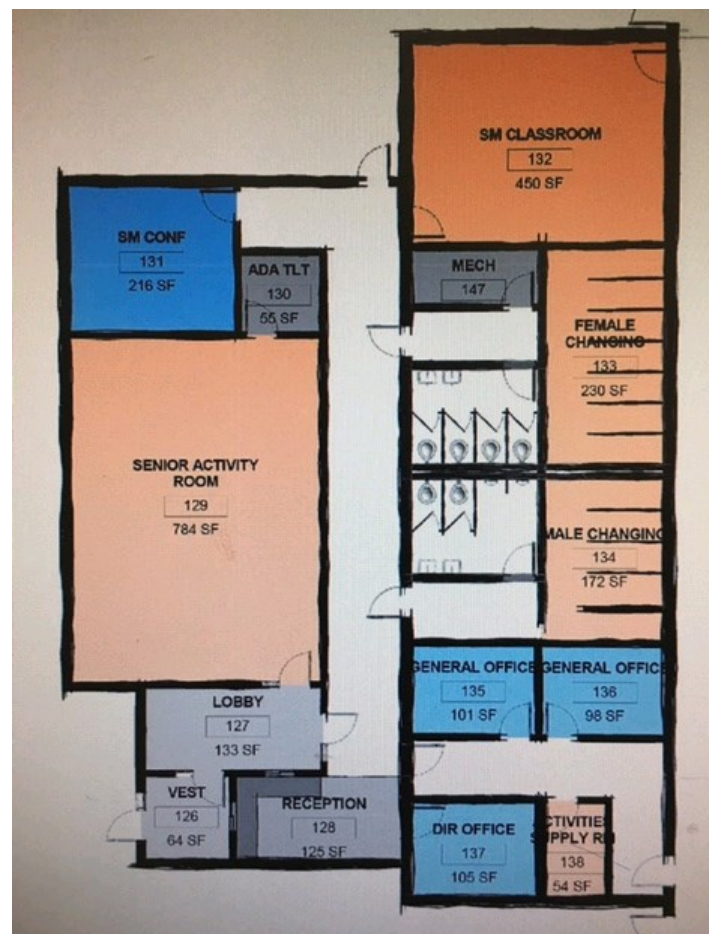 SM CLASSROOM
132
450 SF
SM CONF
131
216 SF
ADA TLT
130
55 SF
MECH
147
FEMALE
CHANGING
133
230 SF
SENIOR ACTIVITY
ROOM
129
784 SF
MALE CHANGING
134
172 SF
GENERAL OFFICE
135
101 SF
GENERAL OFFICE
136
98 SF
LOBBY
127
133 SF
VEST
126
64 SF
RECEPTION
128
125 SF
DIR OFFICE
137
105 SF
CTIVITIES
UPPLY RM
138
54 SF